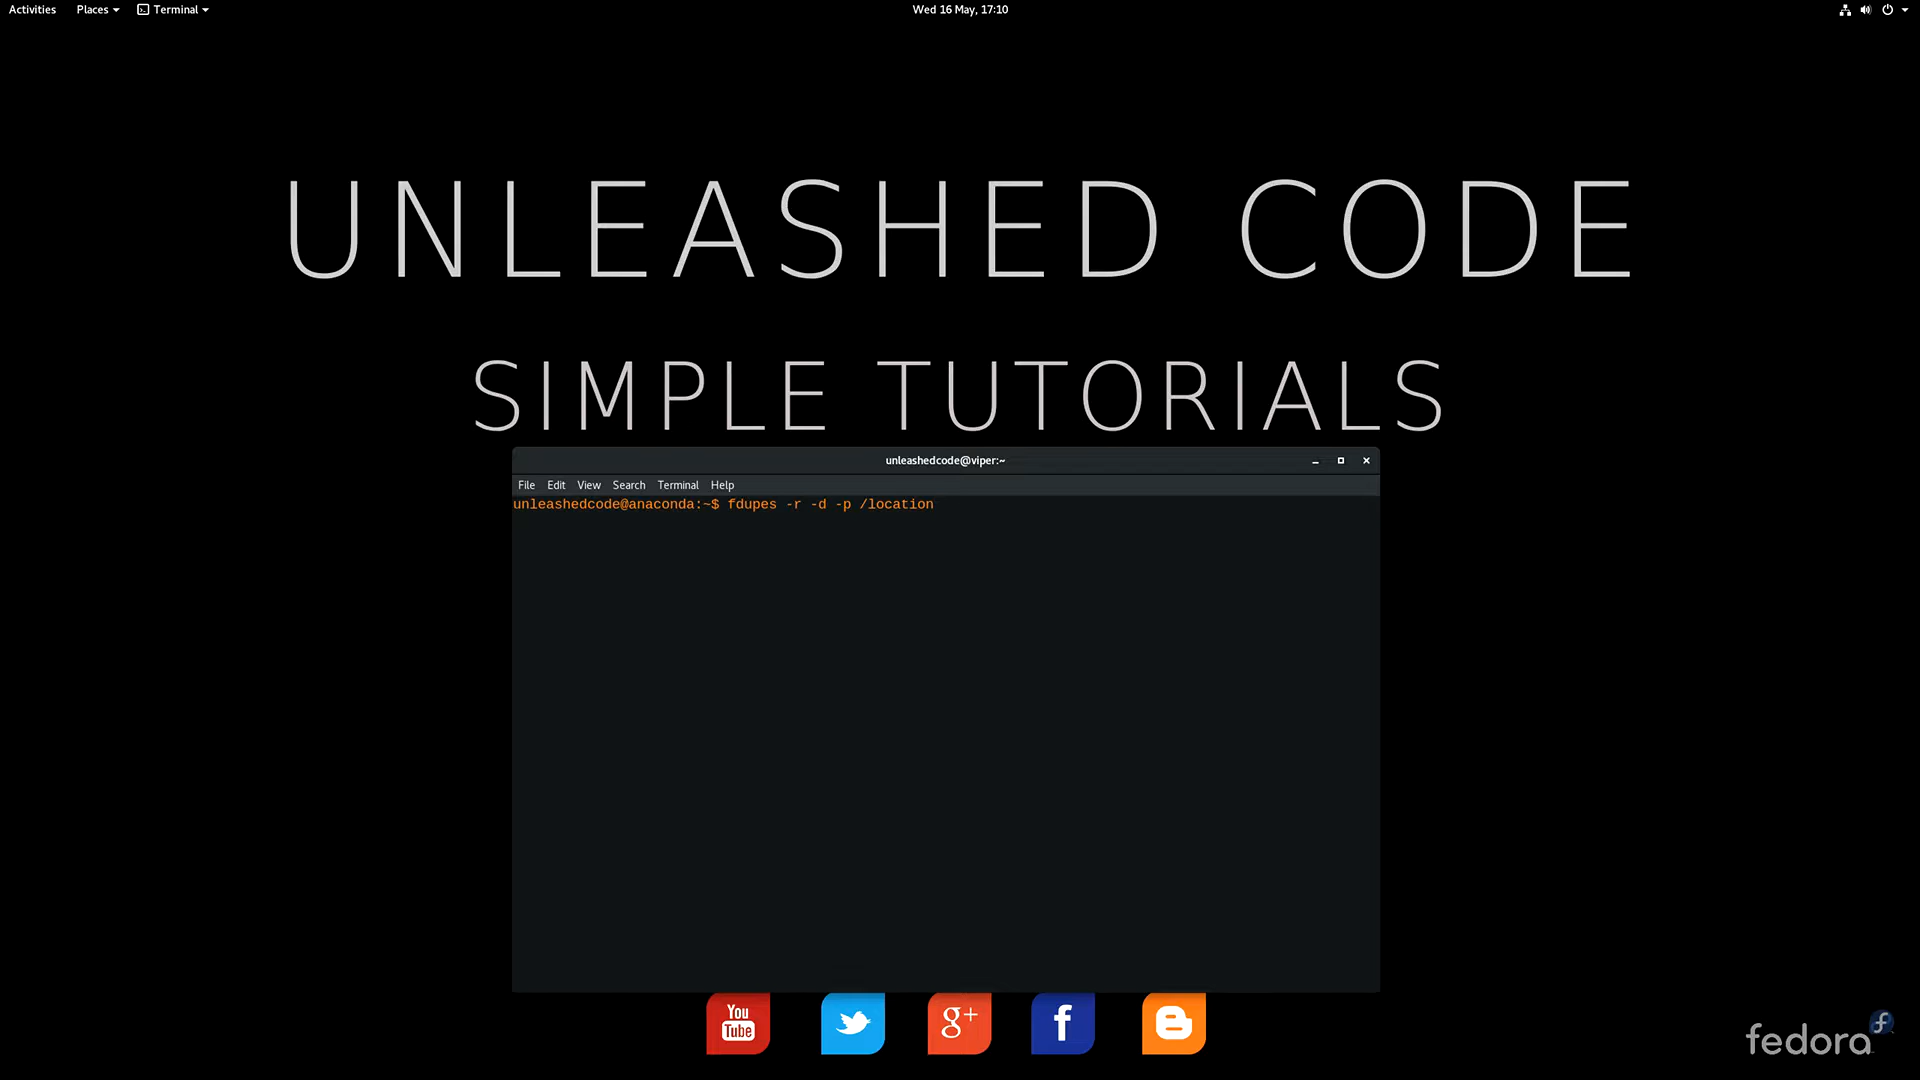 Activities Places Terminal Wed 16 May, 17:10
UNLEASHED CODE
SIMPLE TUTORIALS
unleashedcode@viper:~
File Edit View Search Terminal Help
unleashedcode@anaconda:~$ fdupes -r -d -p /location
You
Tube
g+
f
B
fedora